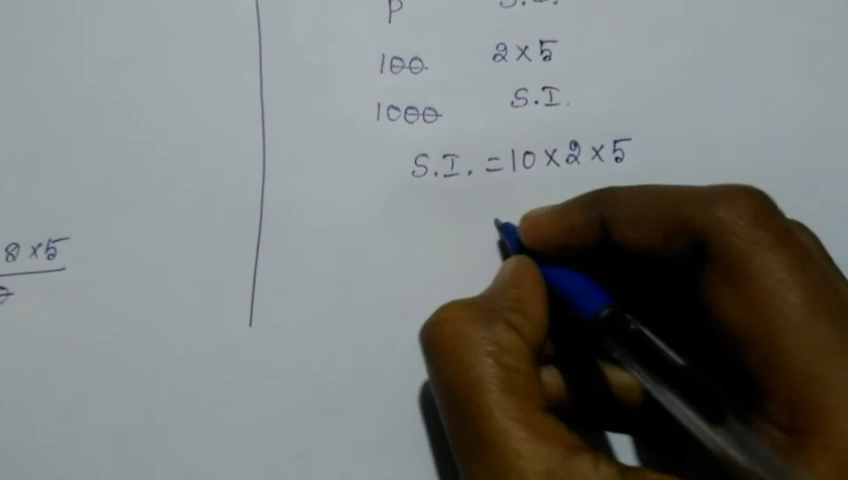 8 × 5
P S.I.
100 2 × 5
1000 S.I.
S.I. = 10 × 2 × 5